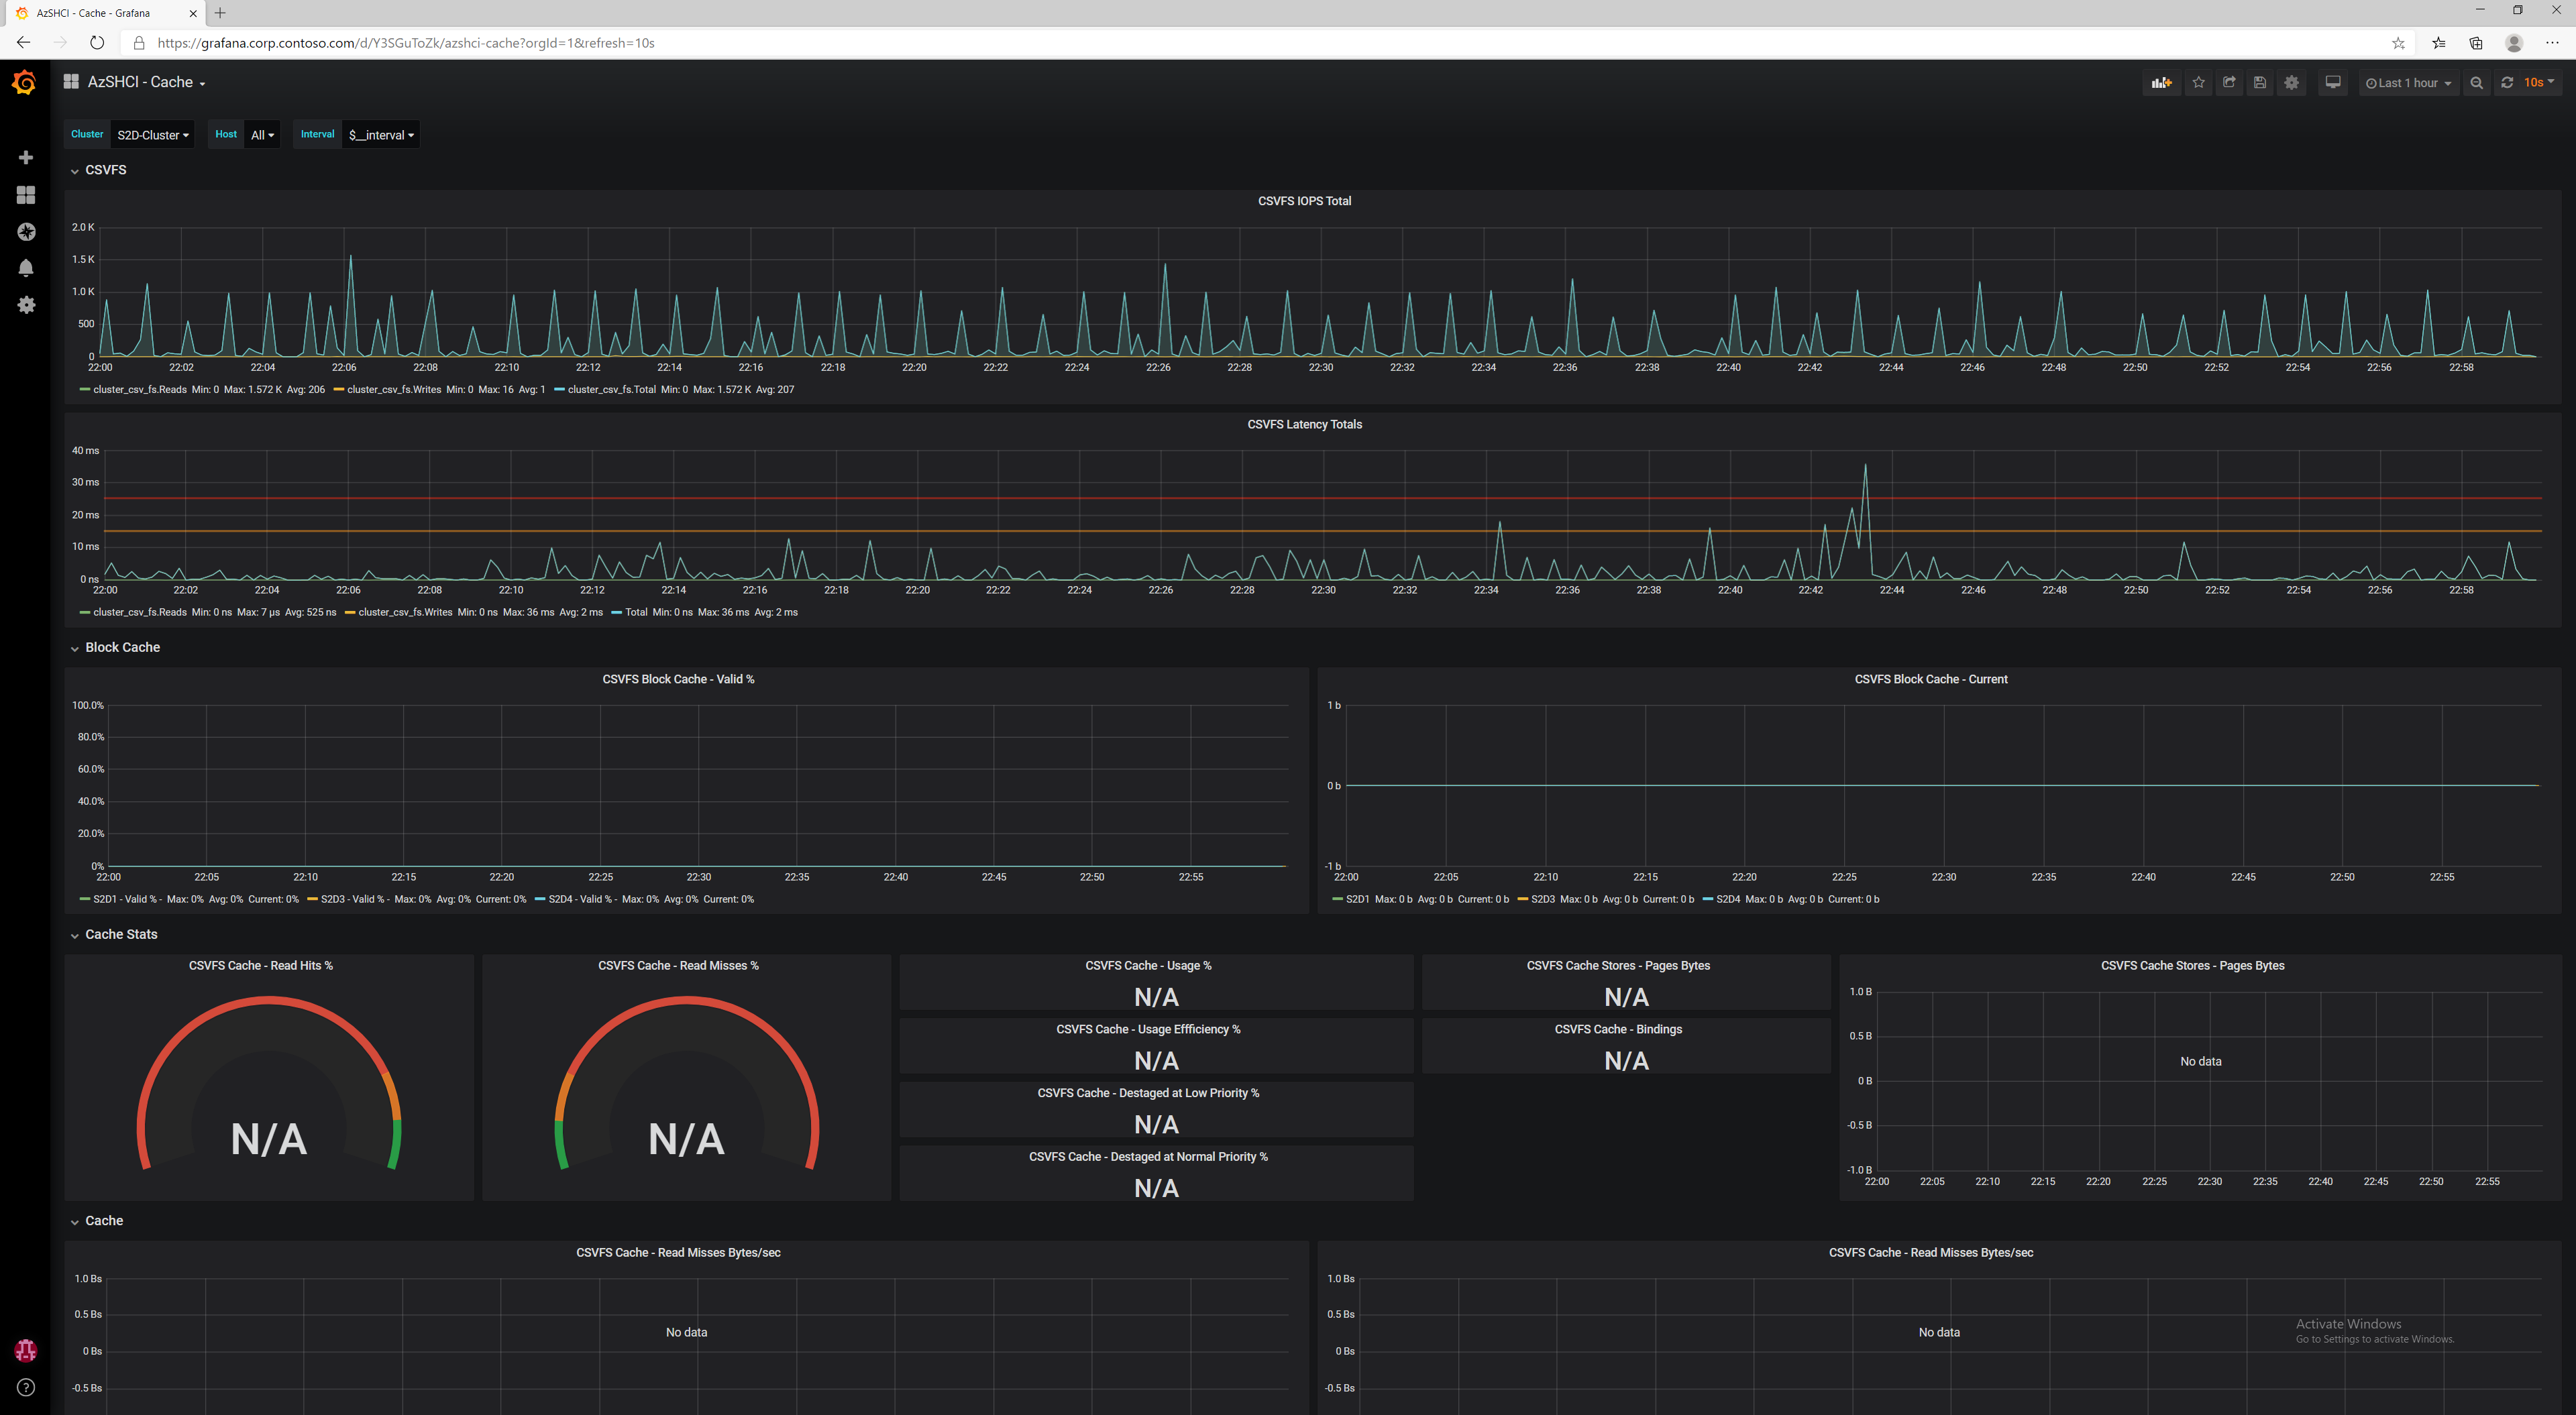 AzSHCI - Cache - Grafana
https://grafana.corp.contoso.com/d/Y3SGuToZk/azshci-cache?orgId=1&refresh=10s
AzSHCI - Cache
Last 1 hour
10s
Cluster S2D-Cluster Host All Interval $__interval
CSVFS
CSVFS IOPS Total
2.0 K
1.5 K
1.0 K
500
0
22:00 22:02 22:04 22:06 22:08 22:10 22:12 22:14 22:16 22:18 22:20 22:22 22:24 22:26 22:28 22:30 22:32 22:34 22:36 22:38 22:40 22:42 22:44 22:46 22:48 22:50 22:52 22:54 22:56 22:58
cluster_csv_fs.Reads Min: 0 Max: 1.572 K Avg: 206 cluster_csv_fs.Writes Min: 0 Max: 16 Avg: 1 cluster_csv_fs.Total Min: 0 Max: 1.572 K Avg: 207
CSVFS Latency Totals
40 ms
30 ms
20 ms
10 ms
0 ns
22:00 22:02 22:04 22:06 22:08 22:10 22:12 22:14 22:16 22:18 22:20 22:22 22:24 22:26 22:28 22:30 22:32 22:34 22:36 22:38 22:40 22:42 22:44 22:46 22:48 22:50 22:52 22:54 22:56 22:58
cluster_csv_fs.Reads Min: 0 ns Max: 7 µs Avg: 525 ns cluster_csv_fs.Writes Min: 0 ns Max: 36 ms Avg: 2 ms Total Min: 0 ns Max: 36 ms Avg: 2 ms
Block Cache
CSVFS Block Cache - Valid %
100.0%
80.0%
60.0%
40.0%
20.0%
0%
22:00 22:05 22:10 22:15 22:20 22:25 22:30 22:35 22:40 22:45 22:50 22:55
S2D1 - Valid % - Max: 0% Avg: 0% Current: 0% S2D3 - Valid % - Max: 0% Avg: 0% Current: 0% S2D4 - Valid % - Max: 0% Avg: 0% Current: 0%
CSVFS Block Cache - Current
1 b
0 b
-1 b
22:00 22:05 22:10 22:15 22:20 22:25 22:30 22:35 22:40 22:45 22:50 22:55
S2D1 Max: 0 b Avg: 0 b Current: 0 b S2D3 Max: 0 b Avg: 0 b Current: 0 b S2D4 Max: 0 b Avg: 0 b Current: 0 b
Cache Stats
CSVFS Cache - Read Hits %
N/A
CSVFS Cache - Read Misses %
N/A
CSVFS Cache - Usage %
N/A
CSVFS Cache - Usage Effficiency %
N/A
CSVFS Cache - Destaged at Low Priority %
N/A
CSVFS Cache - Destaged at Normal Priority %
N/A
CSVFS Cache Stores - Pages Bytes
N/A
CSVFS Cache - Bindings
N/A
CSVFS Cache Stores - Pages Bytes
1.0 B
0.5 B
0 B
-0.5 B
-1.0 B
No data
22:00 22:05 22:10 22:15 22:20 22:25 22:30 22:35 22:40 22:45 22:50 22:55
Cache
CSVFS Cache - Read Misses Bytes/sec
1.0 Bs
0.5 Bs
0 Bs
-0.5 Bs
No data
CSVFS Cache - Read Misses Bytes/sec
1.0 Bs
0.5 Bs
0 Bs
-0.5 Bs
No data
Activate Windows
Go to Settings to activate Windows.